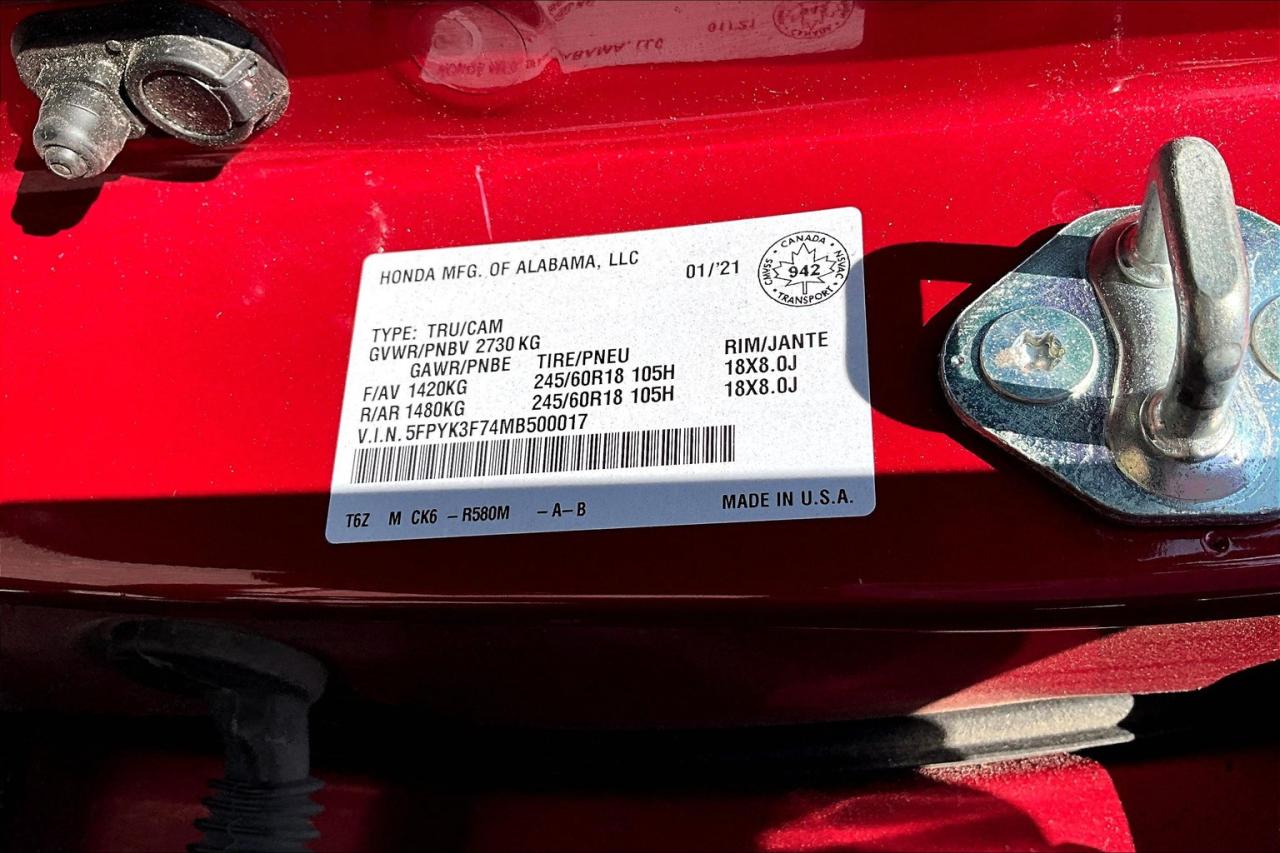 HONDA MFG. OF ALABAMA, LLC 01/'21
CANADA
CMVSS 942 NSVAC
TRANSPORT
TYPE: TRU/CAM
GVWR/PNBV 2730 KG
GAWR/PNBE TIRE/PNEU RIM/JANTE
F/AV 1420KG 245/60R18 105H 18X8.0J
R/AR 1480KG 245/60R18 105H 18X8.0J
V.I.N. 5FPYK3F74MB500017
T6Z M CK6 –R580M –A–B MADE IN U.S.A.